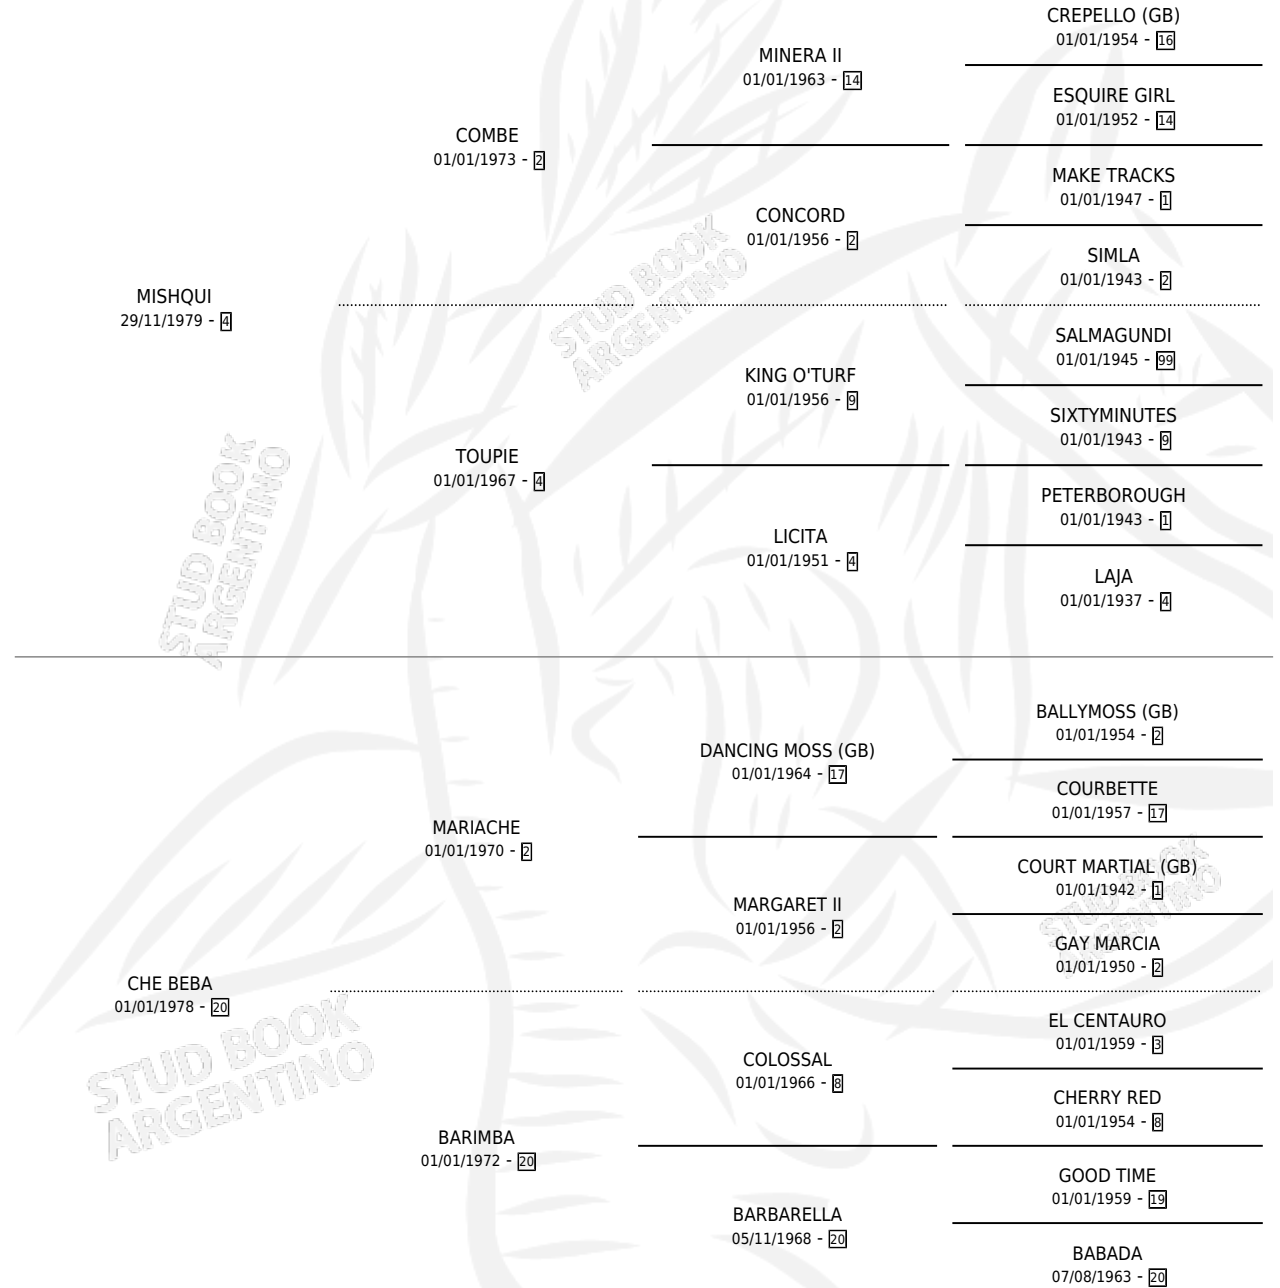 CREPELLO (GB)
01/01/1954 - 16
MINERA II
01/01/1963 - 14
ESQUIRE GIRL
01/01/1952 - 14
COMBE
01/01/1973 - 2
MAKE TRACKS
01/01/1947 - 1
CONCORD
01/01/1956 - 2
SIMLA
01/01/1943 - 2
MISHQUI
29/11/1979 - 4
SALMAGUNDI
01/01/1945 - 99
KING O'TURF
01/01/1956 - 9
SIXTYMINUTES
01/01/1943 - 9
TOUPIE
01/01/1967 - 4
PETERBOROUGH
01/01/1943 - 1
LICITA
01/01/1951 - 4
LAJA
01/01/1937 - 4
BALLYMOSS (GB)
01/01/1954 - 2
DANCING MOSS (GB)
01/01/1964 - 17
COURBETTE
01/01/1957 - 17
MARIACHE
01/01/1970 - 2
COURT MARTIAL (GB)
01/01/1942 - 1
MARGARET II
01/01/1956 - 2
GAY MARCIA
01/01/1950 - 2
CHE BEBA
01/01/1978 - 20
EL CENTAURO
01/01/1959 - 3
COLOSSAL
01/01/1966 - 8
CHERRY RED
01/01/1954 - 8
BARIMBA
01/01/1972 - 20
GOOD TIME
01/01/1959 - 19
BARBARELLA
05/11/1968 - 20
BABADA
07/08/1963 - 20
STUD BOOK
ARGENTINO
STUD BOOK
ARGENTINO
STUD BOOK
ARGENTINO
STUD BOOK
ARGENTINO